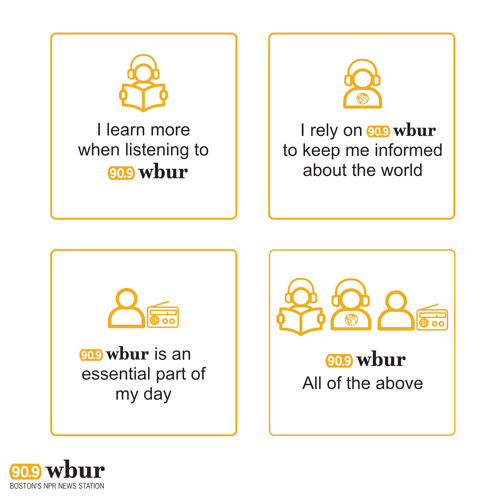 I learn more
when listening to
90.9 wbur
I rely on 90.9 wbur
to keep me informed
about the world
90.9 wbur is an
essential part of
my day
90.9 wbur
All of the above
90.9 wbur
BOSTON'S NPR NEWS STATION